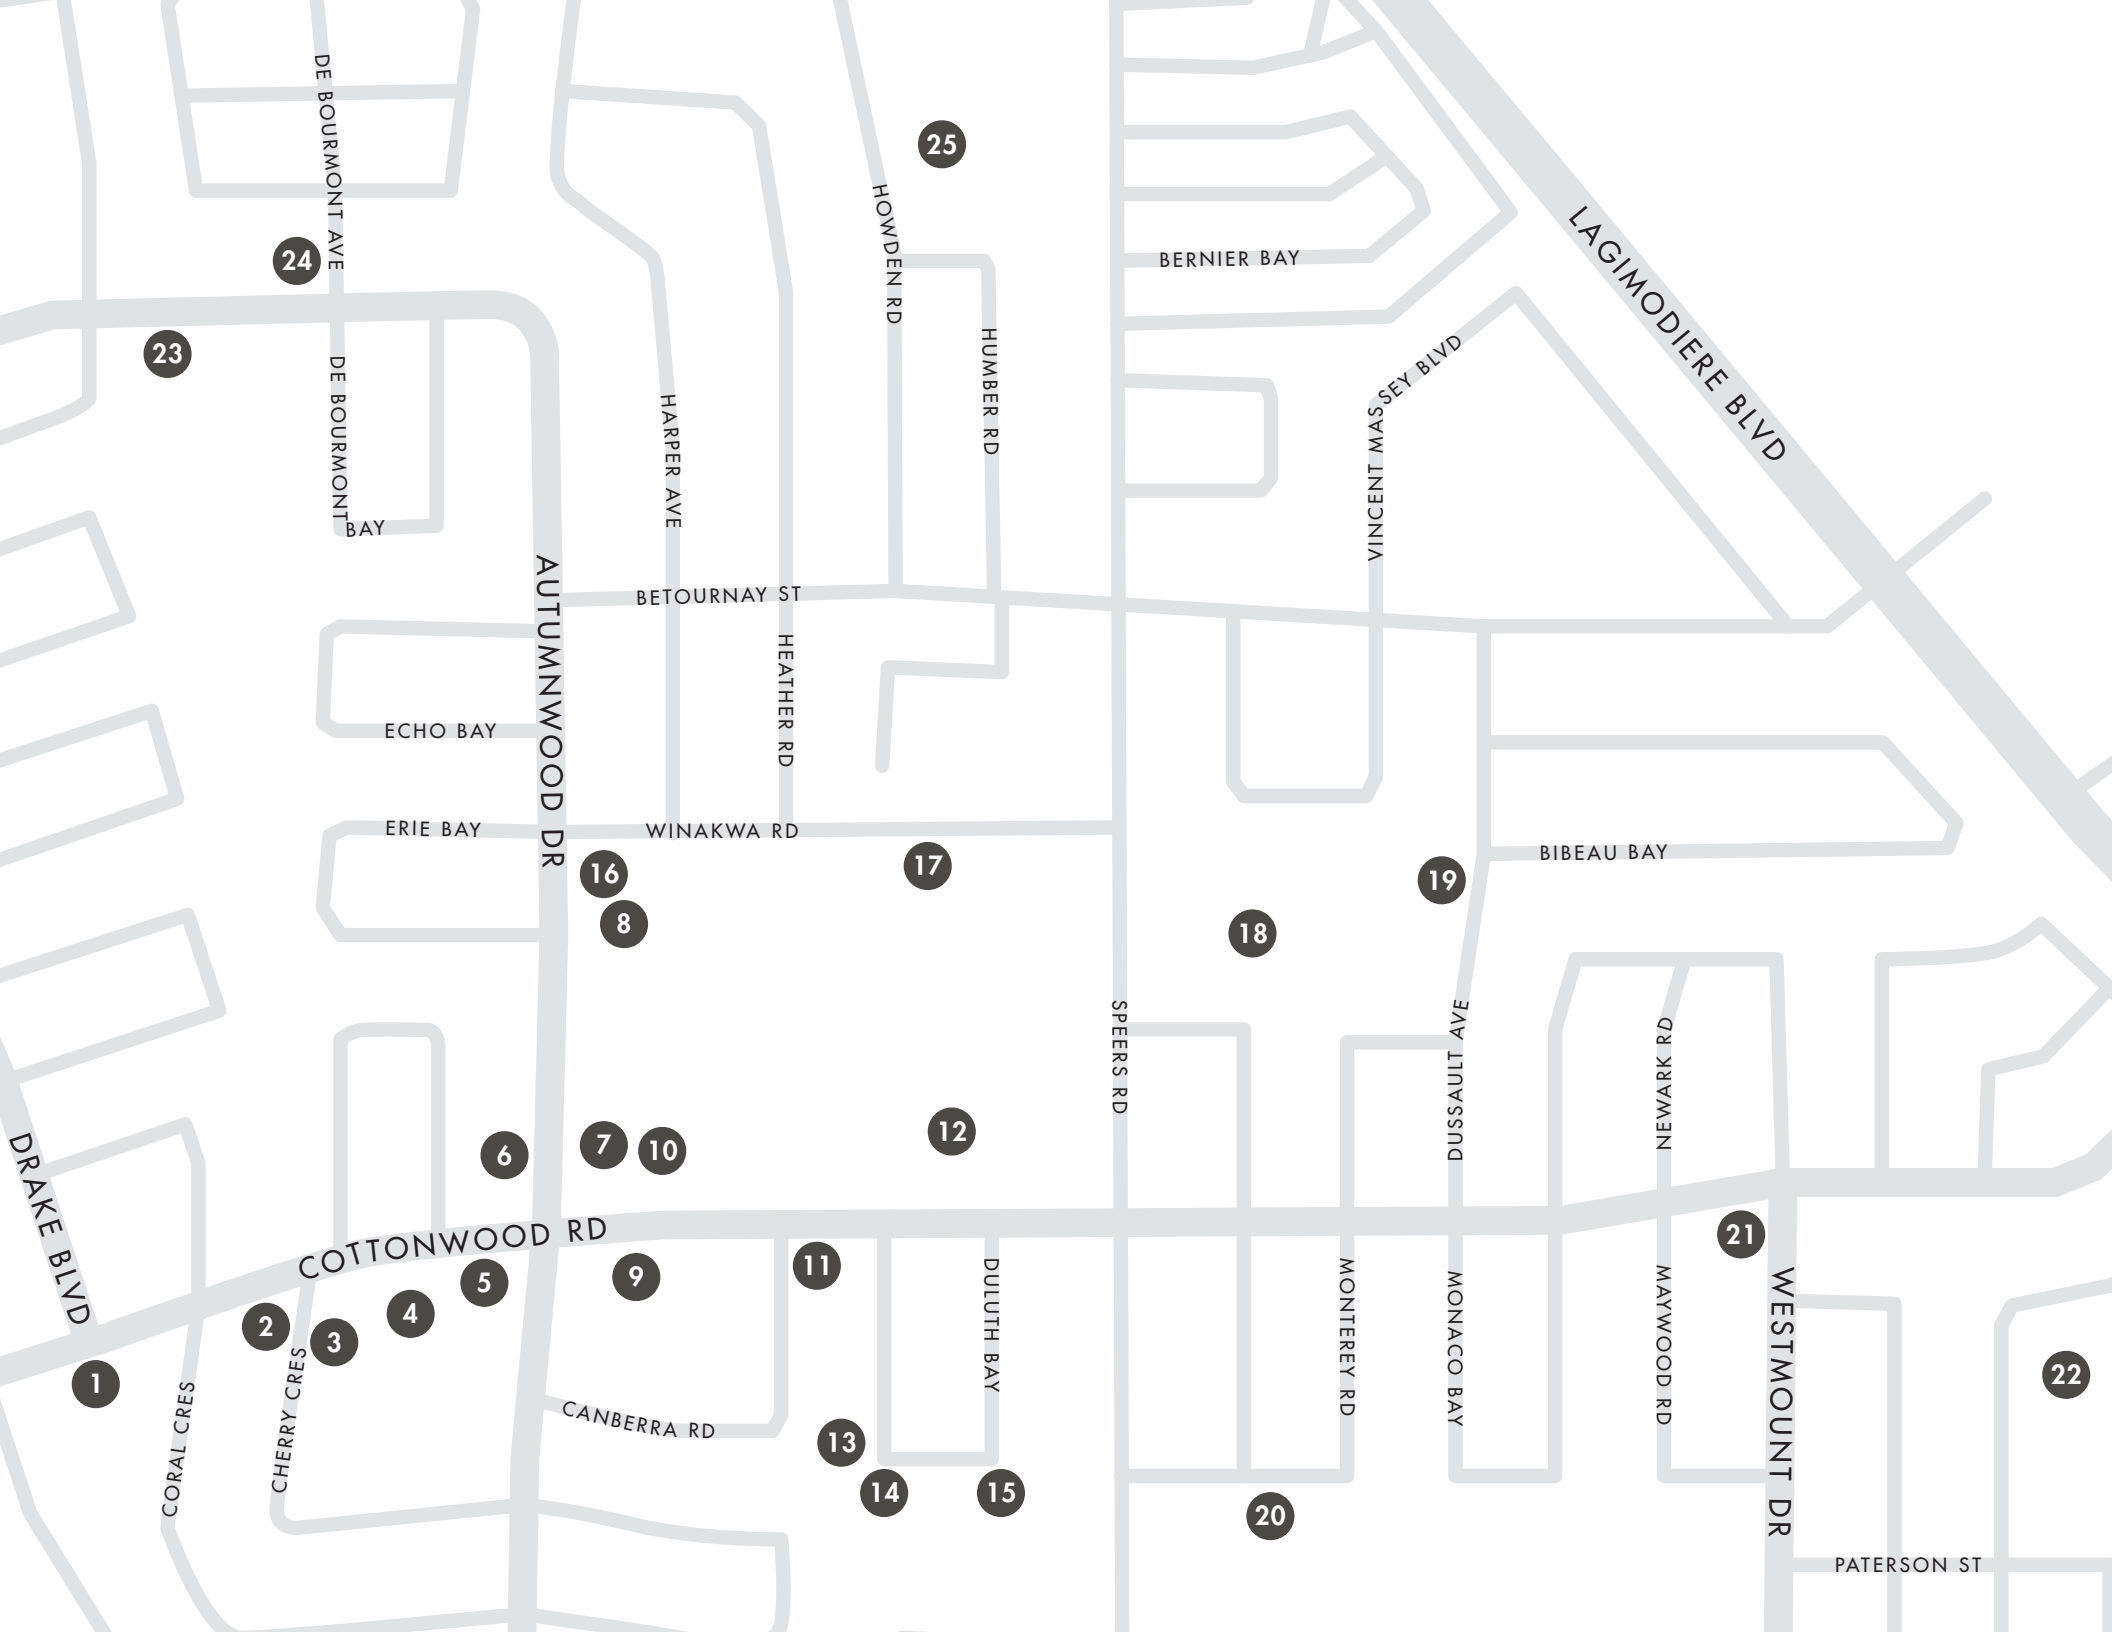 DE BOURMONT AVE
25
HOWDEN RD
24
BERNIER BAY
LAGIMODIERE BLVD
23
DE BOURMONT
BAY
HUMBER RD
VINCENT MASSEY BLVD
HARPER AVE
AUTUMNWOOD DR
BETOURNAY ST
HEATHER RD
ECHO BAY
ERIE BAY
WINAKWA RD
16
17
8
19
BIBEAU BAY
18
SPEERS RD
DUSSAULT AVE
NEWARK RD
DRAKE BLVD
6
7
10
12
COTTONWOOD RD
21
5
9
11
2
3
4
1
CORAL CRES
CHERRY CRES
CANBERRA RD
DULUTH BAY
MONTEREY RD
MONACO BAY
MAYWOOD RD
WESTMOUNT DR
22
13
14
15
20
PATERSON ST